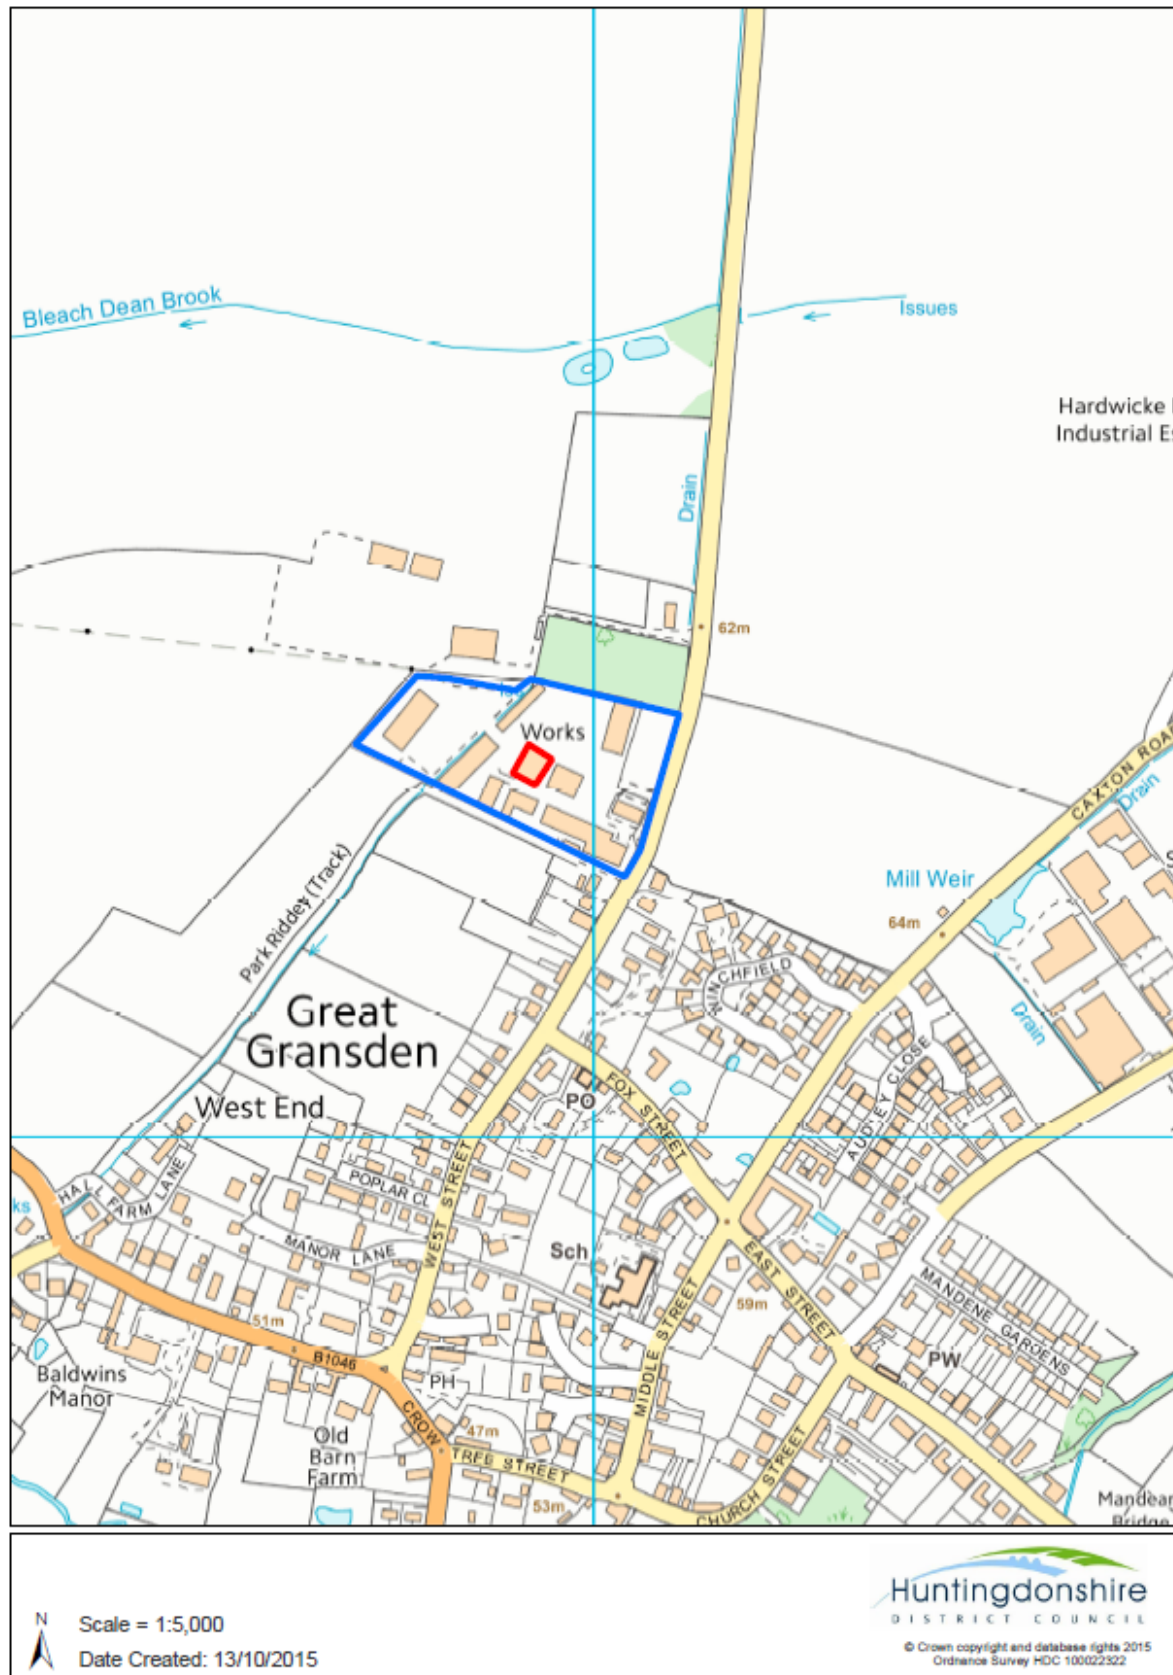 Bleach Dean Brook
Issues
Hardwicke
Industrial Es
Drain
62m
Works
CAXTON ROAD
Drain
Mill Weir
64m
Park Riddey (Track)
WINCHFIELD
Drain
Great
Gransden
AUDLEY CLOSE
FOX STREET
PO
West End
HALL FARM LANE
POPLAR CL
WEST STREET
MANOR LANE
Sch
EAST STREET
MANDENE GARDENS
MIDDLE STREET
59m
51m
B1046
PW
Baldwins
Manor
PH
CROW
TREE STREET
47m
Old
Barn
Farm
53m
CHURCH STREET
Mandean
Bridge
N
Scale = 1:5,000
Date Created: 13/10/2015
Huntingdonshire
DISTRICT COUNCIL
© Crown copyright and database rights 2015
Ordnance Survey HDC 100022322